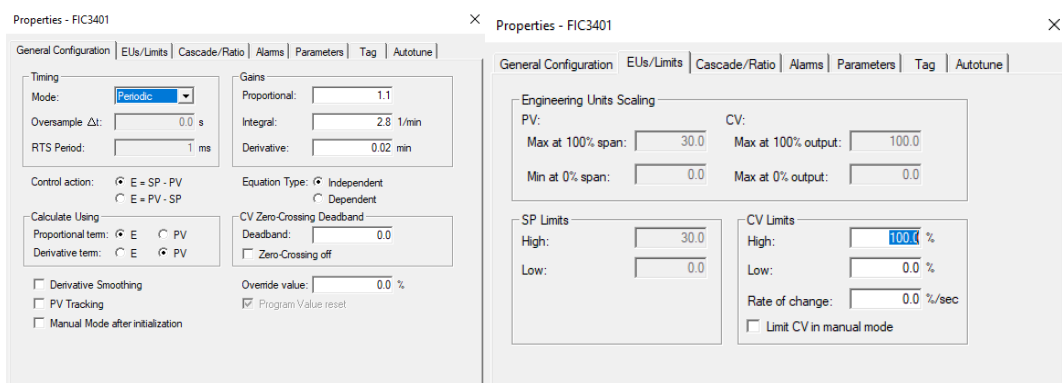 Properties - FIC3401
General Configuration EUs/Limits Cascade/Ratio Alarms Parameters Tag Autotune
Timing
Mode: Periodic
Oversample Δt: 0.0 s
RTS Period: 1 ms
Gains
Proportional: 1.1
Integral: 2.8 1/min
Derivative: 0.02 min
Control action: E = SP - PV
E = PV - SP
Equation Type: Independent
Dependent
Calculate Using
Proportional term: E PV
Derivative term: E PV
CV Zero-Crossing Deadband
Deadband: 0.0
Zero-Crossing off
Derivative Smoothing
PV Tracking
Manual Mode after initialization
Override value: 0.0 %
Program Value reset
Properties - FIC3401
General Configuration EUs/Limits Cascade/Ratio Alarms Parameters Tag Autotune
Engineering Units Scaling
PV: CV:
Max at 100% span: 30.0 Max at 100% output: 100.0
Min at 0% span: 0.0 Max at 0% output: 0.0
SP Limits
High: 30.0
Low: 0.0
CV Limits
High: 100.0 %
Low: 0.0 %
Rate of change: 0.0 %/sec
Limit CV in manual mode